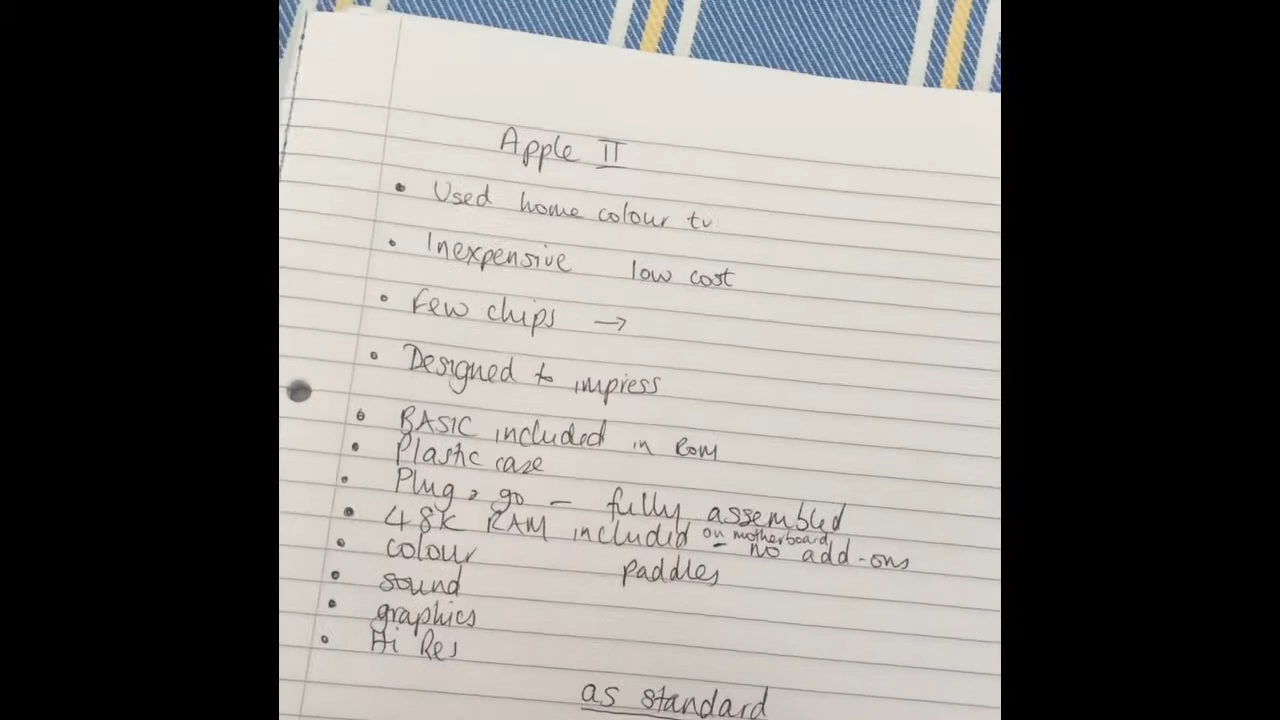 Apple II
• Used home colour tv
• Inexpensive low cost
• Few chips →
• Designed to impress
• BASIC included in ROM
• Plastic case
• Plug & go – fully assembled
• 48K RAM included on motherboard – no add-ons
• colour paddles
• sound
• graphics
• Hi Res
as standard